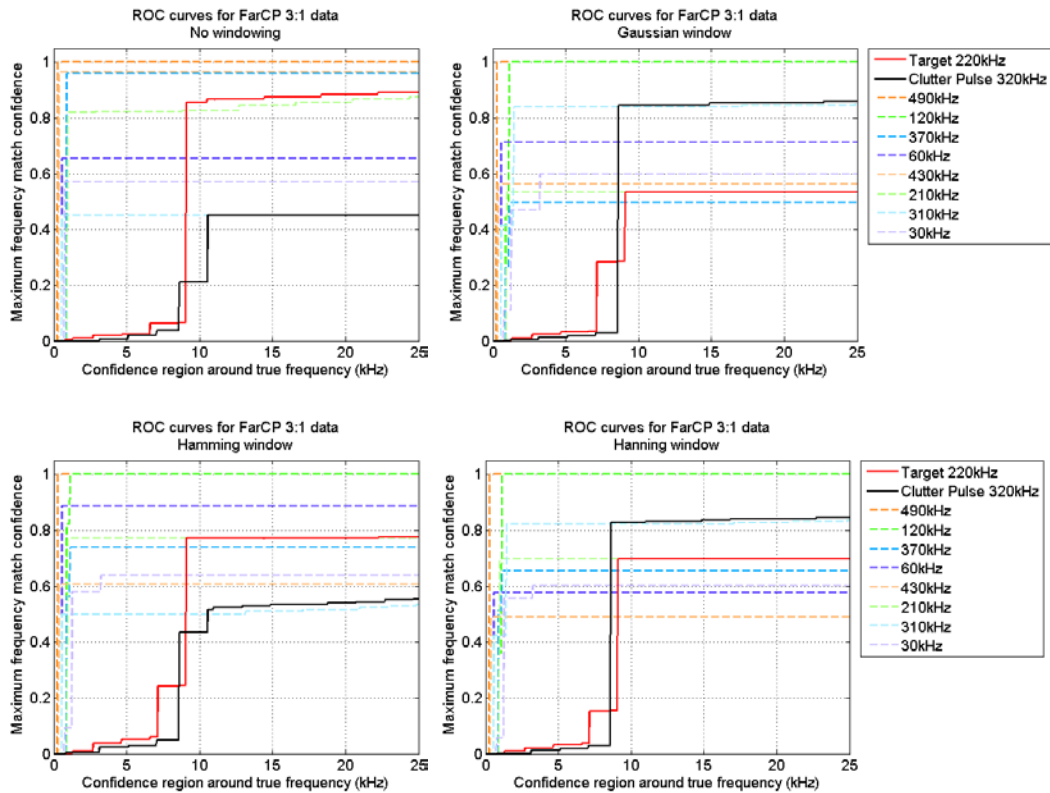 ROC curves for FarCP 3:1 data
No windowing
Maximum frequency match confidence
1
0.8
0.6
0.4
0.2
0
0 5 10 15 20 25
Confidence region around true frequency (kHz)
ROC curves for FarCP 3:1 data
Gaussian window
Maximum frequency match confidence
1
0.8
0.6
0.4
0.2
0
0 5 10 15 20 25
Confidence region around true frequency (kHz)
Target 220kHz
Clutter Pulse 320kHz
490kHz
120kHz
370kHz
60kHz
430kHz
210kHz
310kHz
30kHz
ROC curves for FarCP 3:1 data
Hamming window
Maximum frequency match confidence
1
0.8
0.6
0.4
0.2
0
0 5 10 15 20 25
Confidence region around true frequency (kHz)
ROC curves for FarCP 3:1 data
Hanning window
Maximum frequency match confidence
1
0.8
0.6
0.4
0.2
0
0 5 10 15 20 25
Confidence region around true frequency (kHz)
Target 220kHz
Clutter Pulse 320kHz
490kHz
120kHz
370kHz
60kHz
430kHz
210kHz
310kHz
30kHz